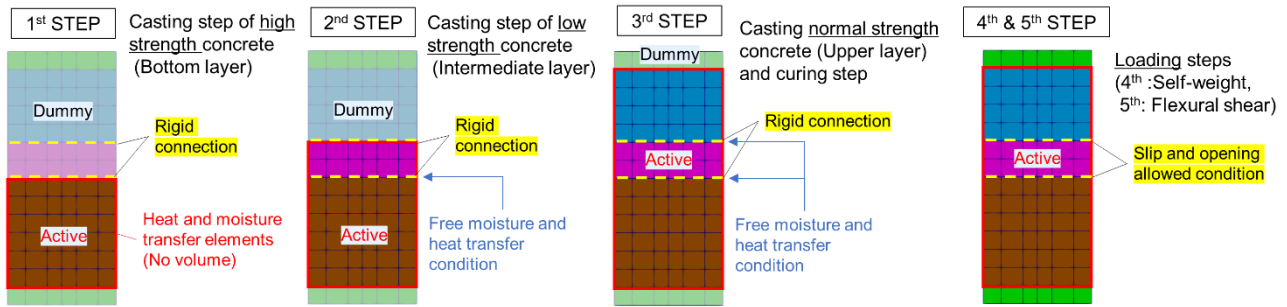 1st STEP
Casting step of high
strength concrete
(Bottom layer)
Dummy
Rigid
connection
Active
Heat and moisture
transfer elements
(No volume)
2nd STEP
Casting step of low
strength concrete
(Intermediate layer)
Dummy
Rigid
connection
Active
Free moisture and
heat transfer
condition
3rd STEP
Casting normal strength
concrete (Upper layer)
and curing step
Dummy
Rigid connection
Active
Free moisture and
heat transfer
condition
4th & 5th STEP
Loading steps
(4th :Self-weight,
5th: Flexural shear)
Active
Slip and opening
allowed condition